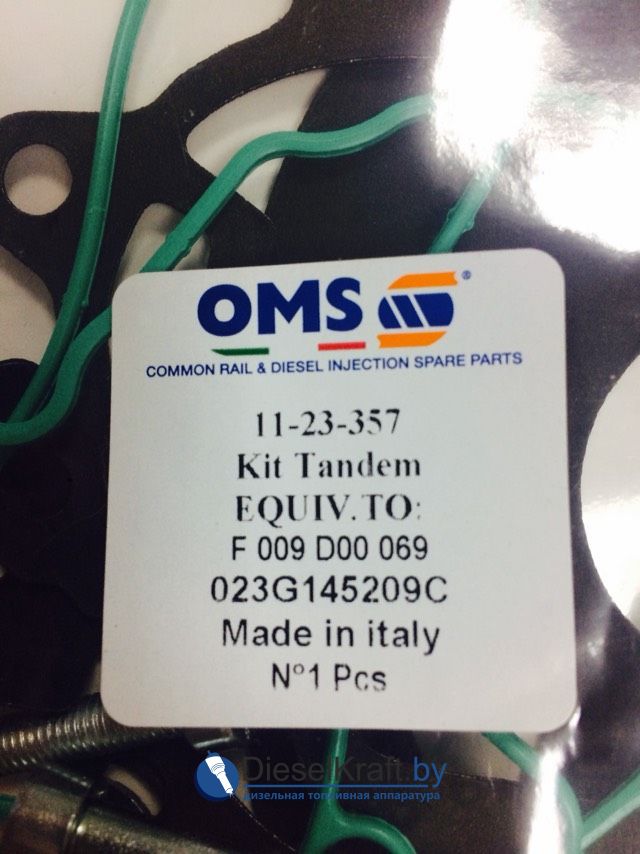 OMS ®
COMMON RAIL & DIESEL INJECTION SPARE PARTS
11-23-357
Kit Tandem
EQUIV.TO:
F 009 D00 069
023G145209C
Made in italy
N°1 Pcs
DieselKraft.by
дизельная топливная аппаратура